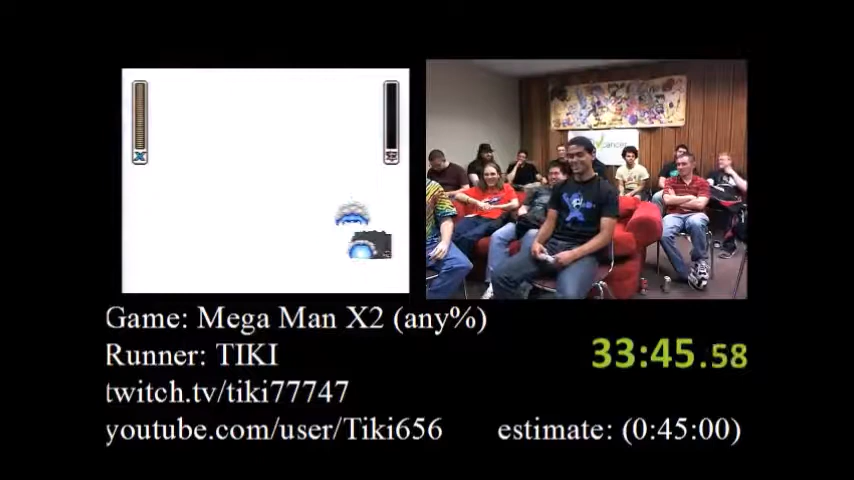 cancer
Game: Mega Man X2 (any%)
Runner: TIKI
33:45.58
twitch.tv/tiki77747
youtube.com/user/Tiki656
estimate: (0:45:00)